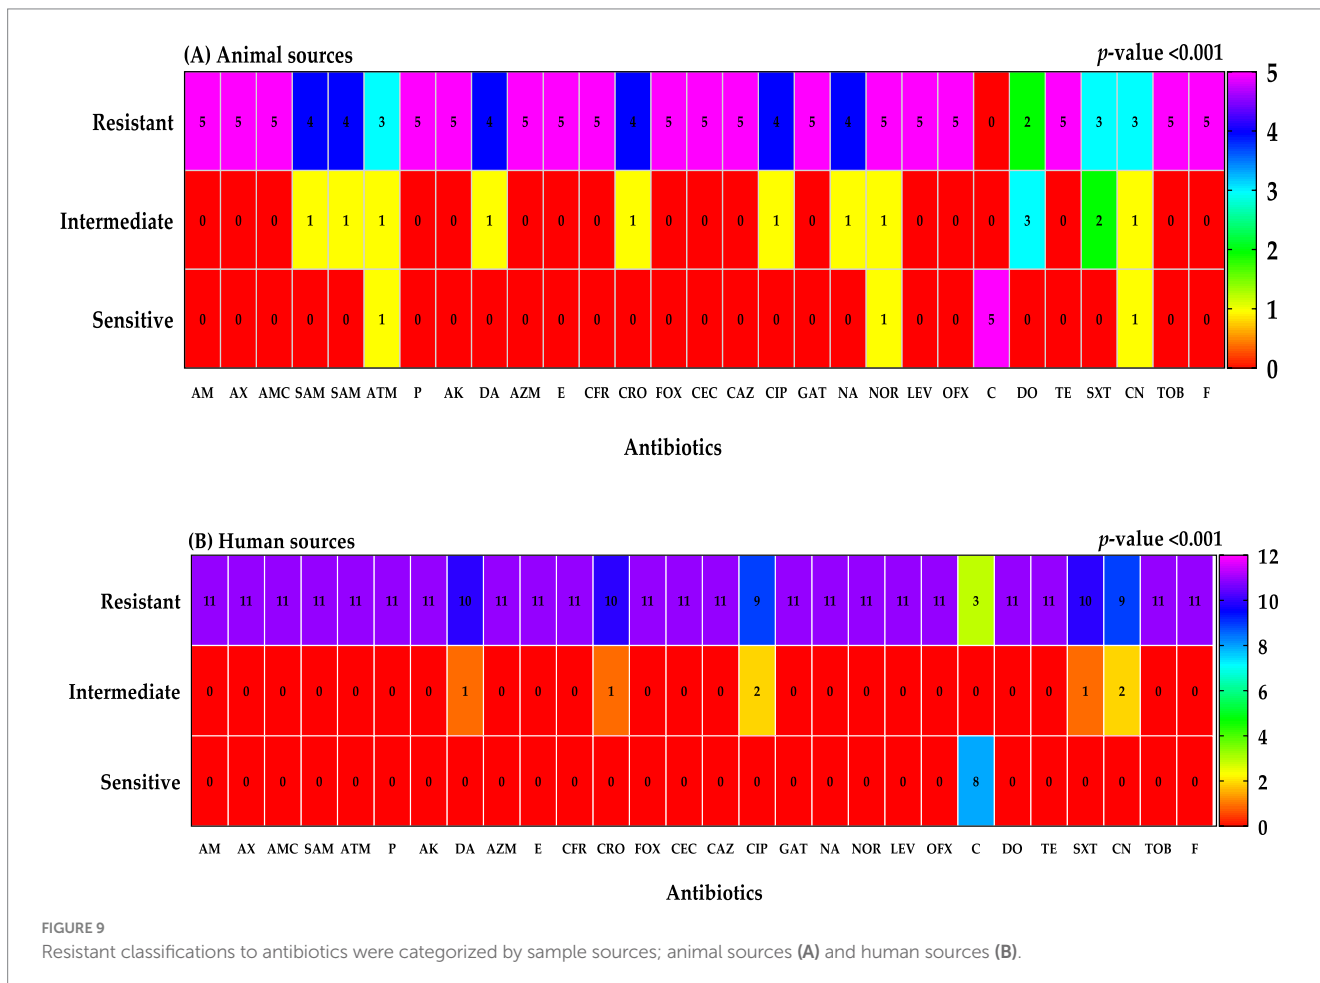 (A) Animal sources p-value <0.001
Resistant 5 5 5 4 4 3 5 5 4 5 5 5 4 5 5 5 4 5 4 5 5 5 0 2 5 3 3 5 5
Intermediate 0 0 0 1 1 1 0 0 1 0 0 0 1 0 0 0 1 0 1 1 0 0 0 3 0 2 1 0 0
Sensitive 0 0 0 0 0 1 0 0 0 0 0 0 0 0 0 0 0 0 0 1 0 0 5 0 0 0 1 0 0
5
4
3
2
1
0
AM AX AMC SAM SAM ATM P AK DA AZM E CFR CRO FOX CEC CAZ CIP GAT NA NOR LEV OFX C DO TE SXT CN TOB F
Antibiotics
(B) Human sources p-value <0.001
Resistant 11 11 11 11 11 11 11 10 11 11 11 10 11 11 11 9 11 11 11 11 11 3 11 11 10 9 11 11
Intermediate 0 0 0 0 0 0 0 1 0 0 0 1 0 0 0 2 0 0 0 0 0 0 0 0 1 2 0 0
Sensitive 0 0 0 0 0 0 0 0 0 0 0 0 0 0 0 0 0 0 0 0 0 8 0 0 0 0 0 0
12
10
8
6
4
2
0
AM AX AMC SAM ATM P AK DA AZM E CFR CRO FOX CEC CAZ CIP GAT NA NOR LEV OFX C DO TE SXT CN TOB F
Antibiotics
FIGURE 9
Resistant classifications to antibiotics were categorized by sample sources; animal sources (A) and human sources (B).